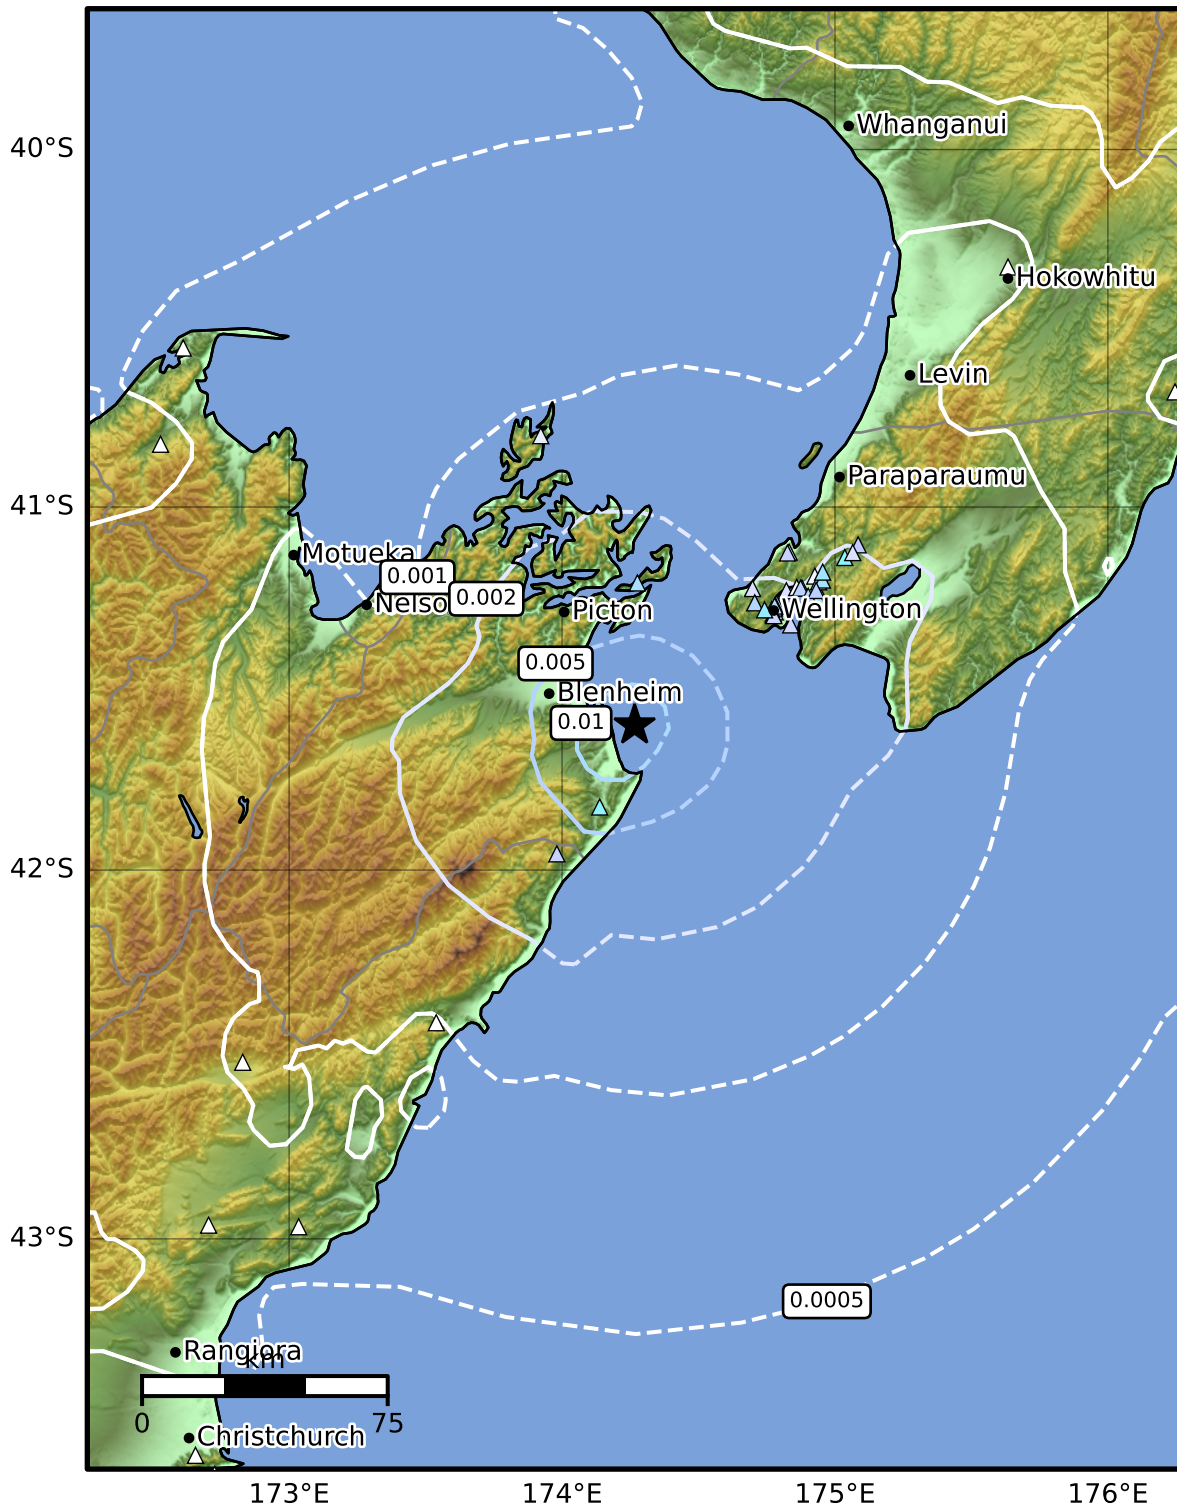 Whanganui
40°S
Hokowhitu
Levin
Paraparaumu
41°S
Motueka
0.001
0.002
Nelso
Picton
Wellington
0.005
Blenheim
0.01
42°S
43°S
0.0005
Rangiora
km
0 75
Christchurch
173°E 174°E 175°E 176°E